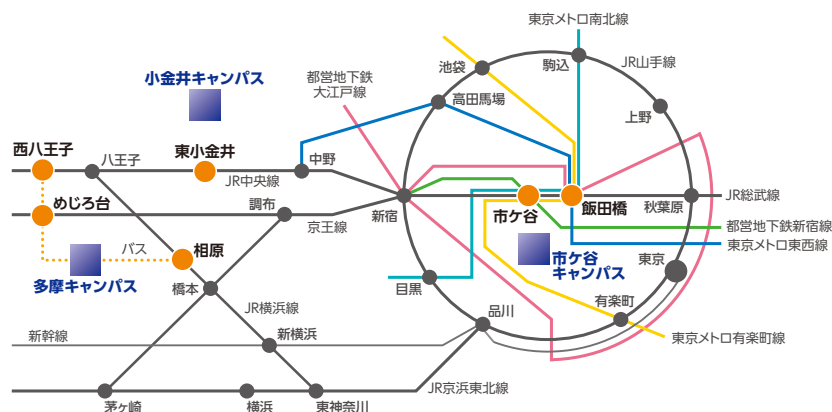 東京メトロ南北線
池袋
駒込
JR山手線
小金井キャンパス
都営地下鉄
大江戸線
高田馬場
上野
西八王子
八王子
東小金井
中野
JR中央線
めじろ台
調布
京王線
新宿
市ケ谷
飯田橋
秋葉原
JR総武線
都営地下鉄新宿線
東京メトロ東西線
バス
相原
多摩キャンパス
市ケ谷
キャンパス
東京
目黒
橋本
JR横浜線
品川
有楽町
新幹線
新横浜
東京メトロ有楽町線
JR京浜東北線
茅ヶ崎
横浜
東神奈川